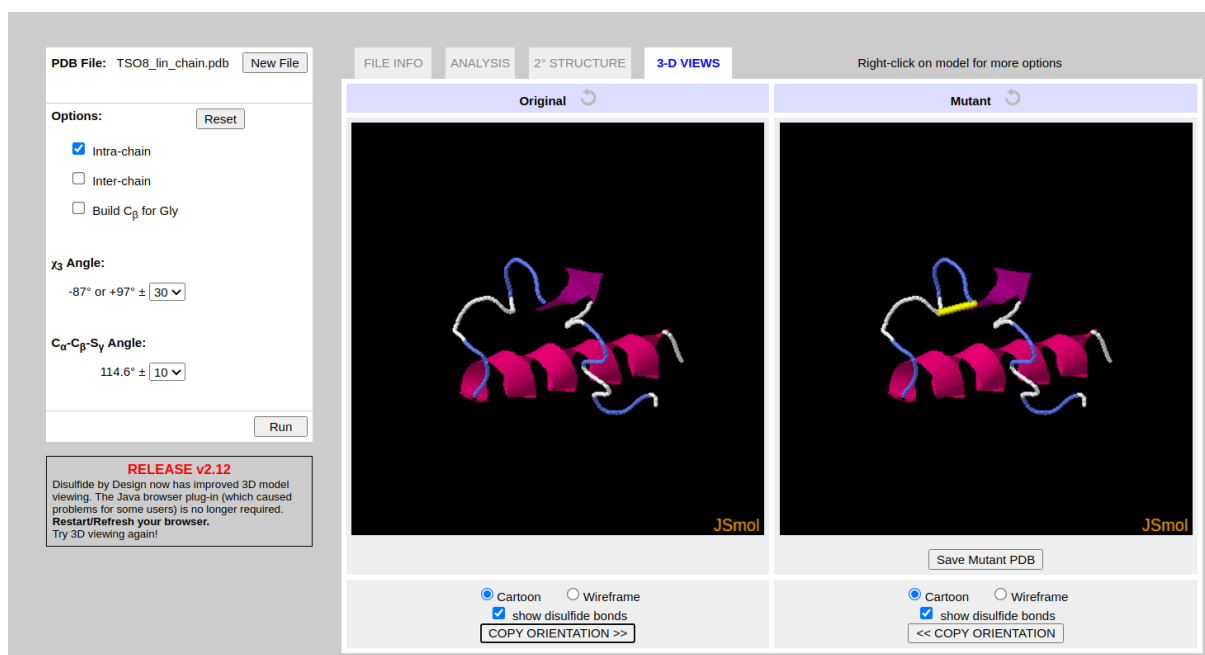 PDB File: TSO8_lin_chain.pdb New File
FILE INFO ANALYSIS 2° STRUCTURE 3-D VIEWS Right-click on model for more options
Original Mutant
Options: Reset
Intra-chain
Inter-chain
Build Cβ for Gly
χ3 Angle:
-87° or +97° ± 30
Cα-Cβ-Sγ Angle:
114.6° ± 10
Run
RELEASE v2.12
Disulfide by Design now has improved 3D model
viewing. The Java browser plug-in (which caused
problems for some users) is no longer required.
Restart/Refresh your browser.
Try 3D viewing again!
JSmol JSmol
Save Mutant PDB
Cartoon Wireframe Cartoon Wireframe
show disulfide bonds show disulfide bonds
COPY ORIENTATION >> << COPY ORIENTATION